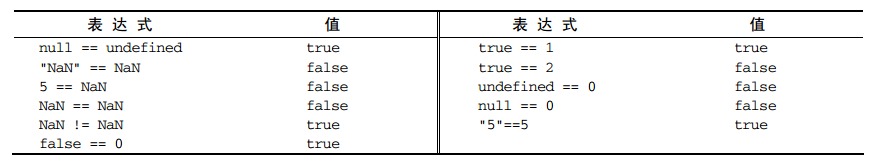 表 达 式 值 表 达 式 值
null == undefined true true == 1 true
"NaN" == NaN false true == 2 false
5 == NaN false undefined == 0 false
NaN == NaN false null == 0 false
NaN != NaN true "5"==5 true
false == 0 true